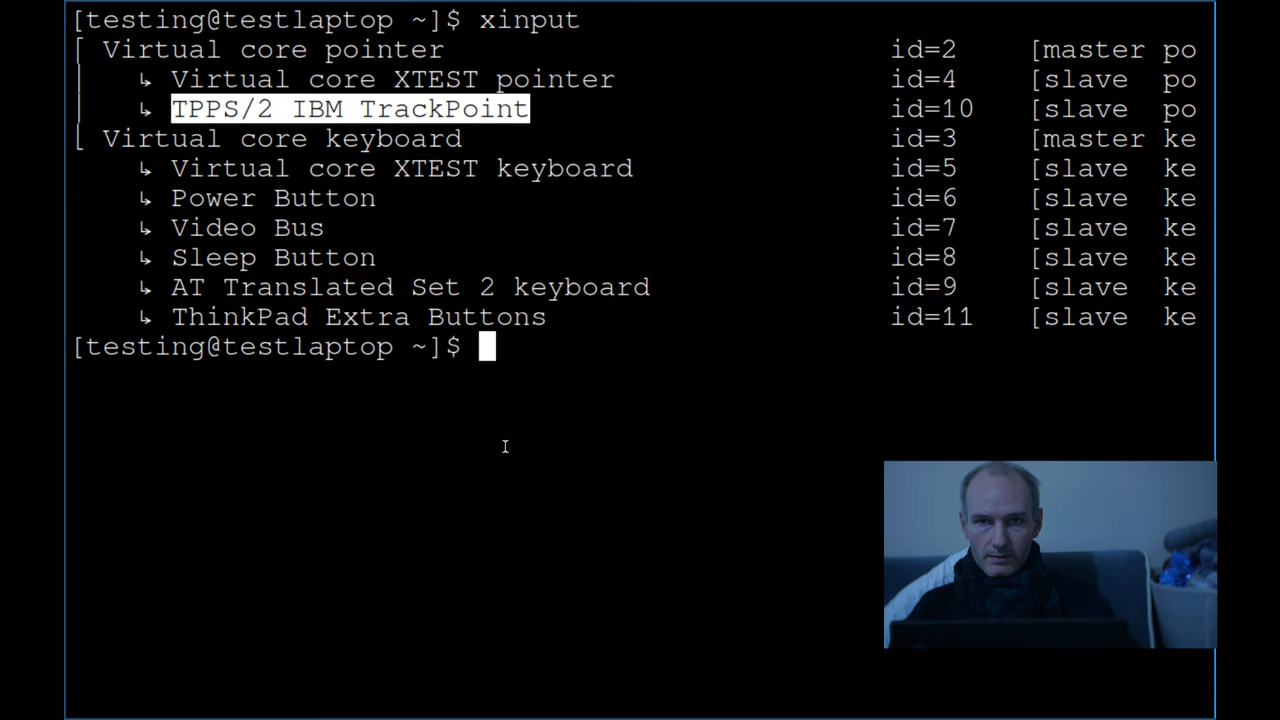 [testing@testlaptop ~]$ xinput
⎡ Virtual core pointer id=2 [master po
⎜ ↳ Virtual core XTEST pointer id=4 [slave po
⎜ ↳ TPPS/2 IBM TrackPoint id=10 [slave po
⎣ Virtual core keyboard id=3 [master ke
↳ Virtual core XTEST keyboard id=5 [slave ke
↳ Power Button id=6 [slave ke
↳ Video Bus id=7 [slave ke
↳ Sleep Button id=8 [slave ke
↳ AT Translated Set 2 keyboard id=9 [slave ke
↳ ThinkPad Extra Buttons id=11 [slave ke
[testing@testlaptop ~]$